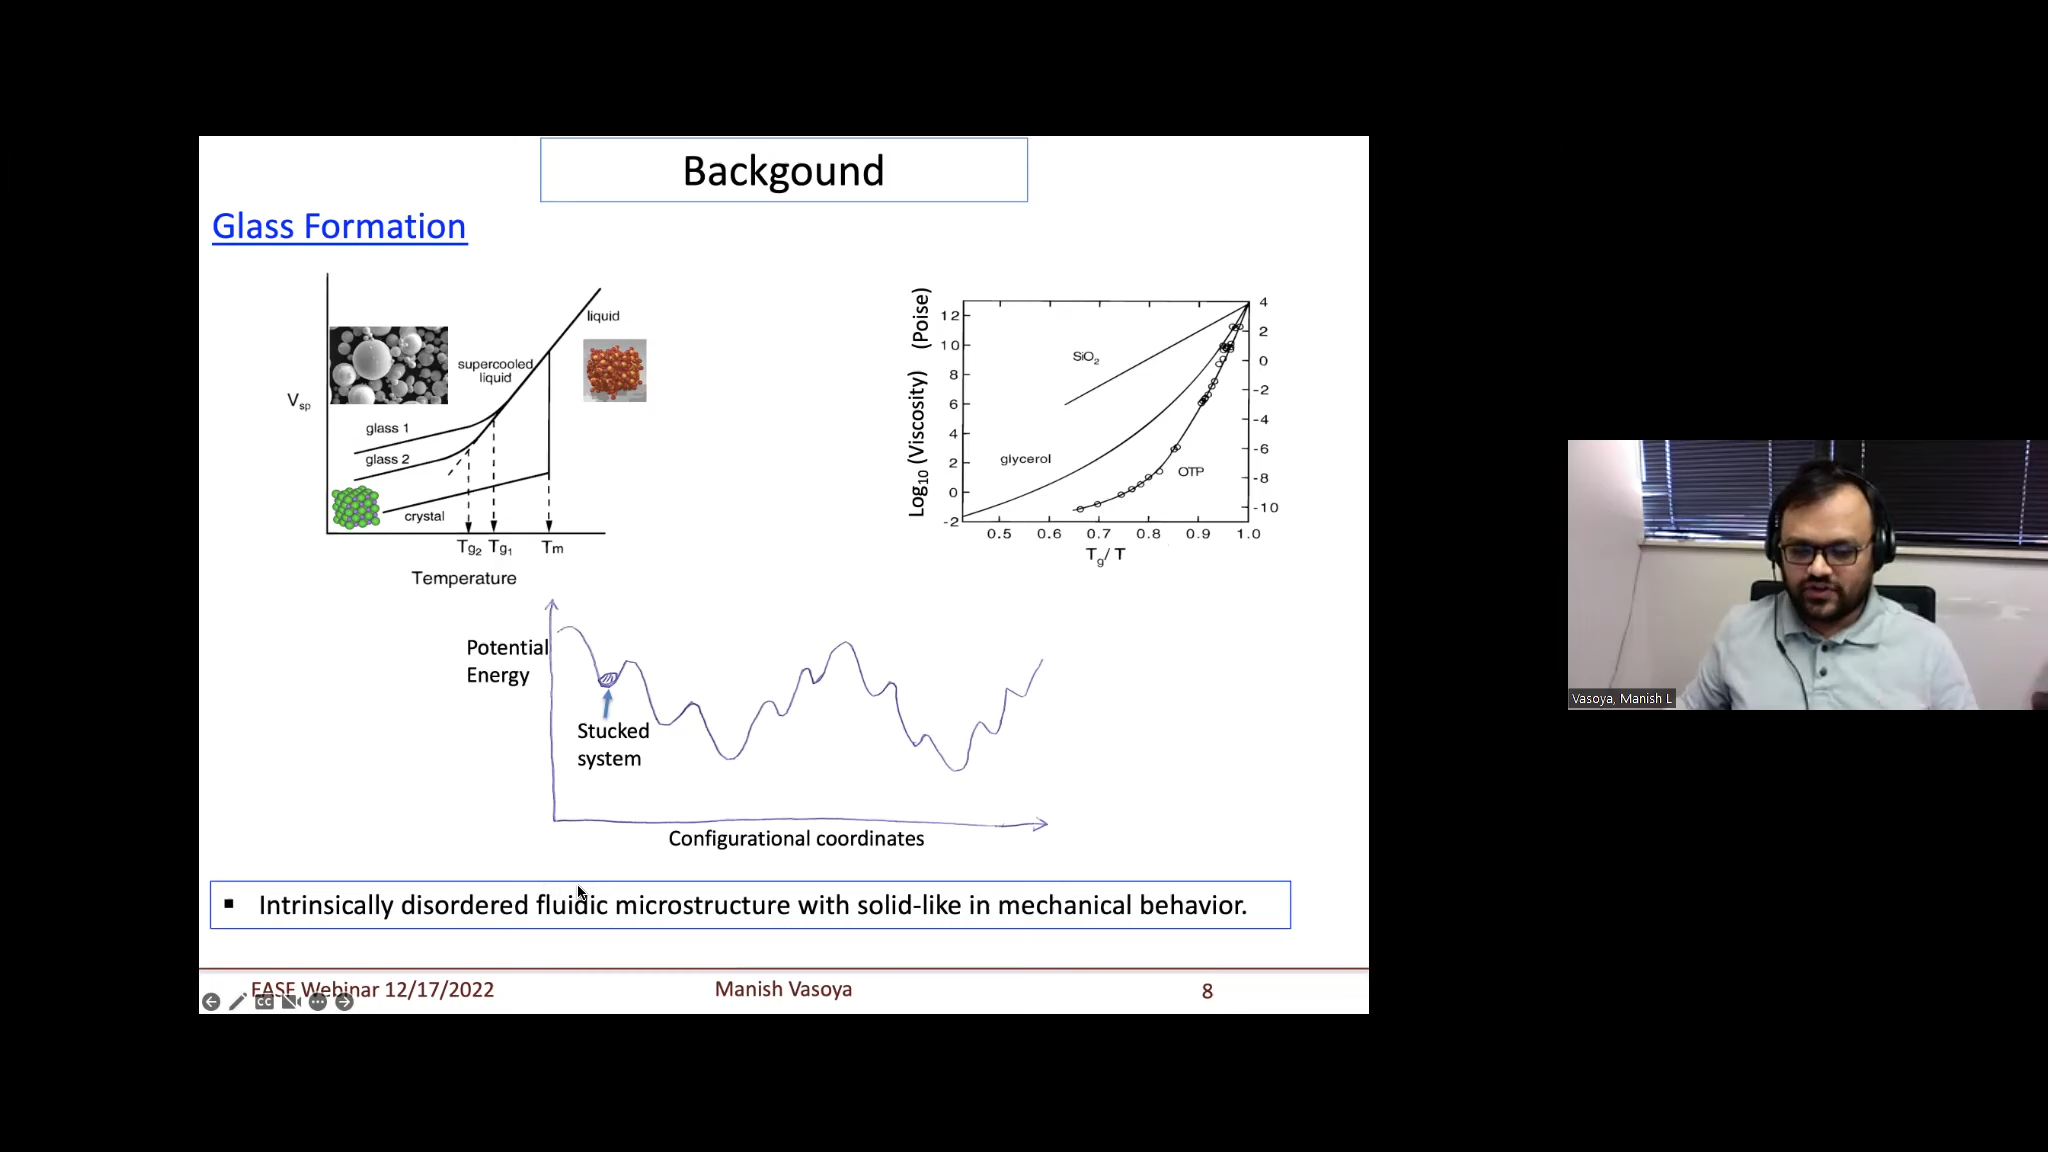 Backgound
Glass Formation
liquid
supercooled
liquid
Vsp
glass 1
glass 2
crystal
Tg2 Tg1 Tm
Temperature
Log10 (Viscosity) (Poise)
12
10
8
6
4
2
0
-2
4
2
0
-2
-4
-6
-8
-10
SiO2
glycerol
OTP
0.5 0.6 0.7 0.8 0.9 1.0
Tg/ T
Potential
Energy
Stucked
system
Configurational coordinates
▪ Intrinsically disordered fluidic microstructure with solid-like in mechanical behavior.
EASE Webinar 12/17/2022 Manish Vasoya 8
CC
Vasoya, Manish L